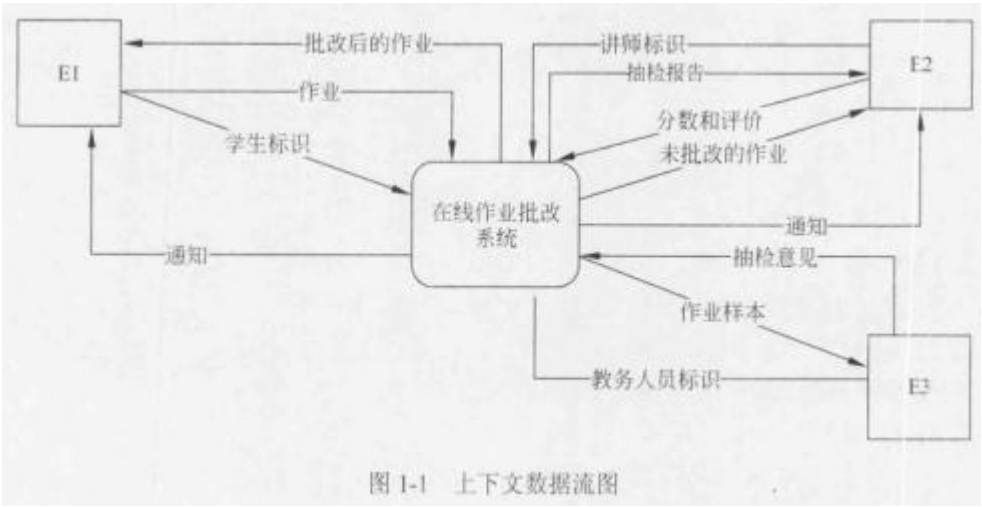 批改后的作业
讲师标识
E1
抽检报告
E2
作业
分数和评价
学生标识
未批改的作业
在线作业批改
系统
通知
通知
抽检意见
作业样本
教务人员标识
E3
图 1-1 上下文数据流图